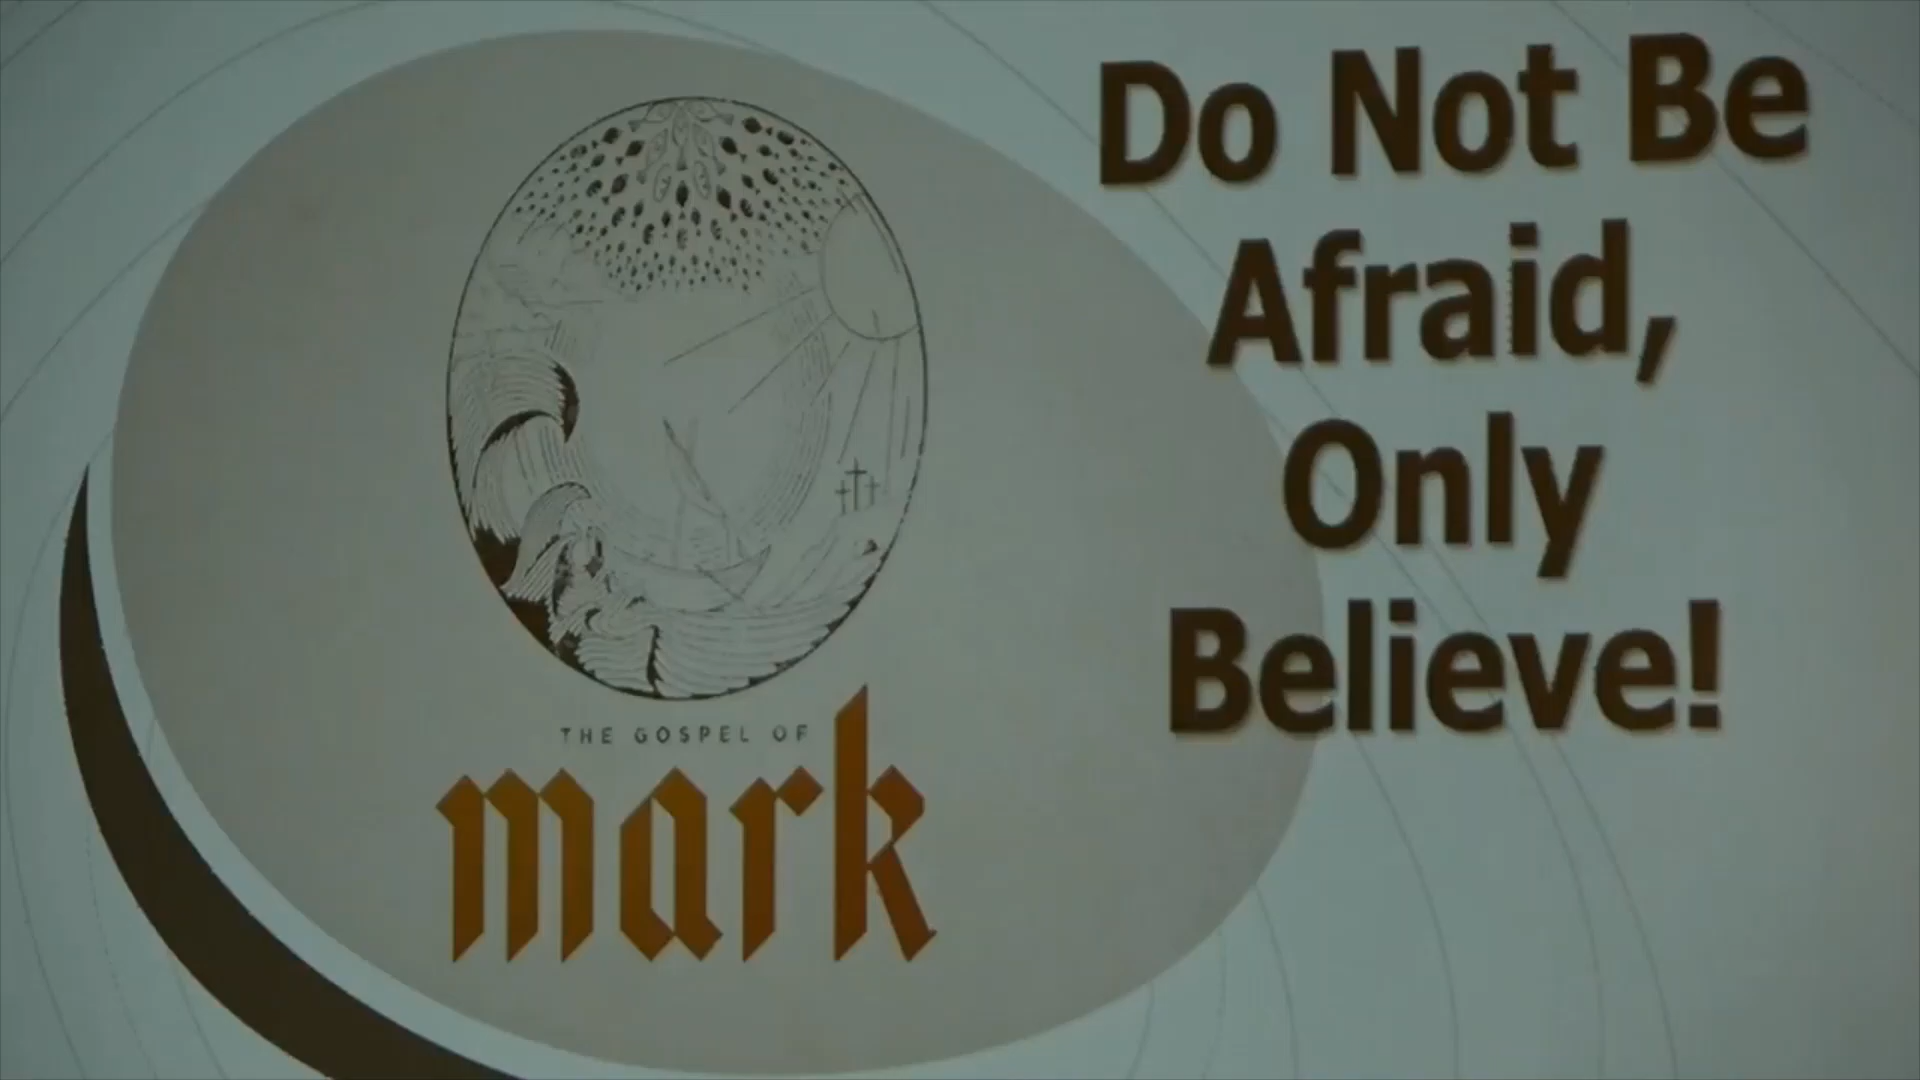 Do Not Be
Afraid,
Only
Believe!
THE GOSPEL OF
mark